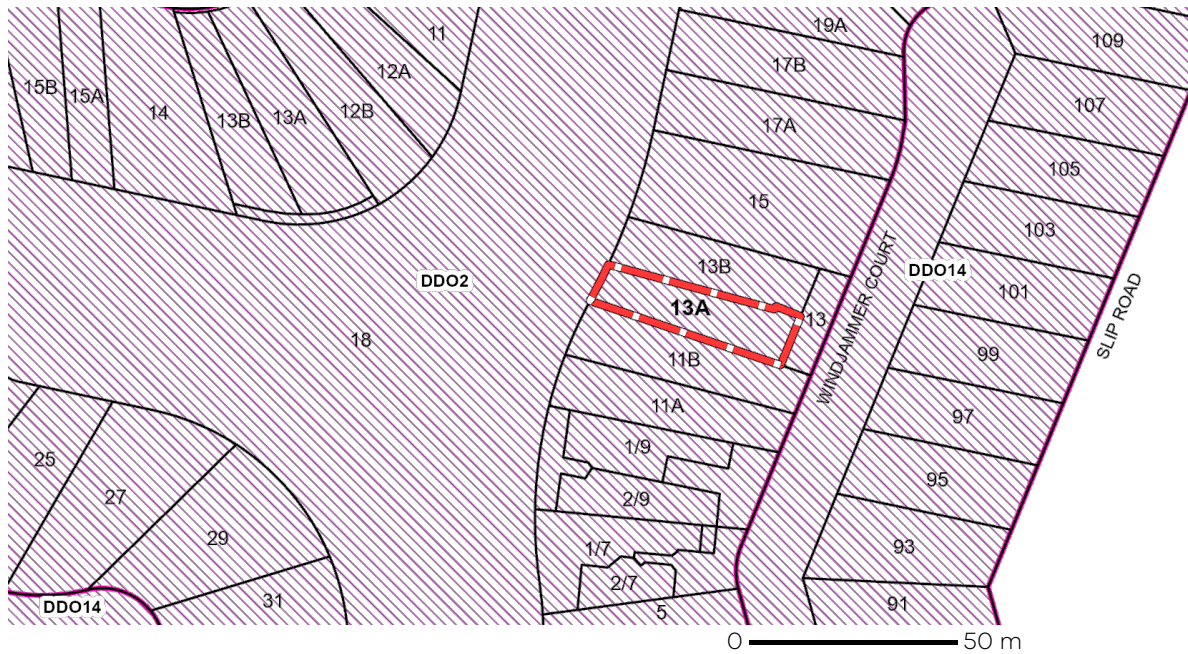 11
19A
109
12A
17B
15B
15A
107
12B
14
13A
13B
17A
105
15
103
13B
DDO14
DDO2
101
13A
13
WINDJAMMER COURT
SLIP ROAD
18
99
11B
11A
97
1/9
25
95
27
2/9
29
93
1/7
2/7
31
DDO14
91
5
0 50 m